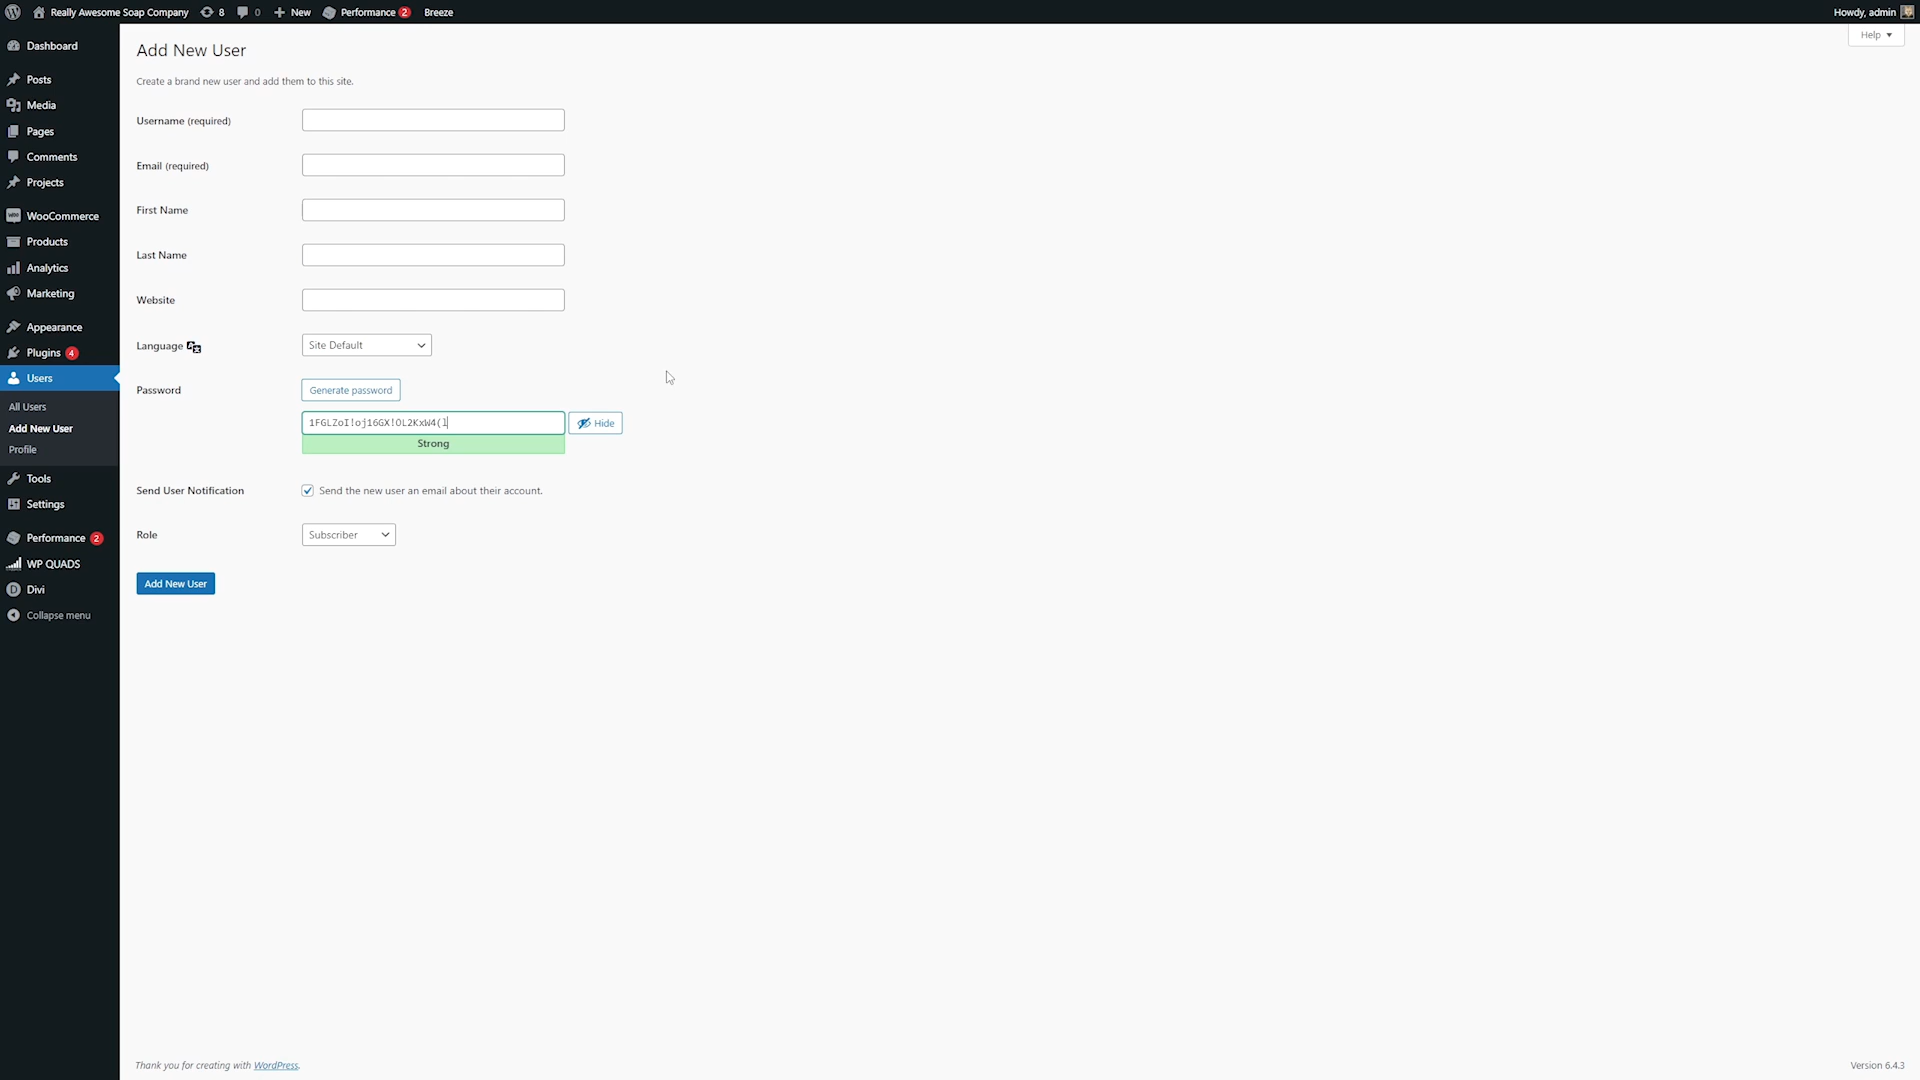 Really Awesome Soap Company 8 0 New Performance 2 Breeze Howdy, admin
Help
Dashboard
Posts
Media
Pages
Comments
Projects
WooCommerce
Products
Analytics
Marketing
Appearance
Plugins 4
Users
All Users
Add New User
Profile
Tools
Settings
Performance 2
WP QUADS
Divi
Collapse menu
Add New User
Create a brand new user and add them to this site.
Username (required)
Email (required)
First Name
Last Name
Website
Language Site Default
Password Generate password
1FGLZoI!oj16GX!OL2KxW4(l Hide
Strong
Send User Notification Send the new user an email about their account.
Role Subscriber
Add New User
Thank you for creating with WordPress. Version 6.4.3